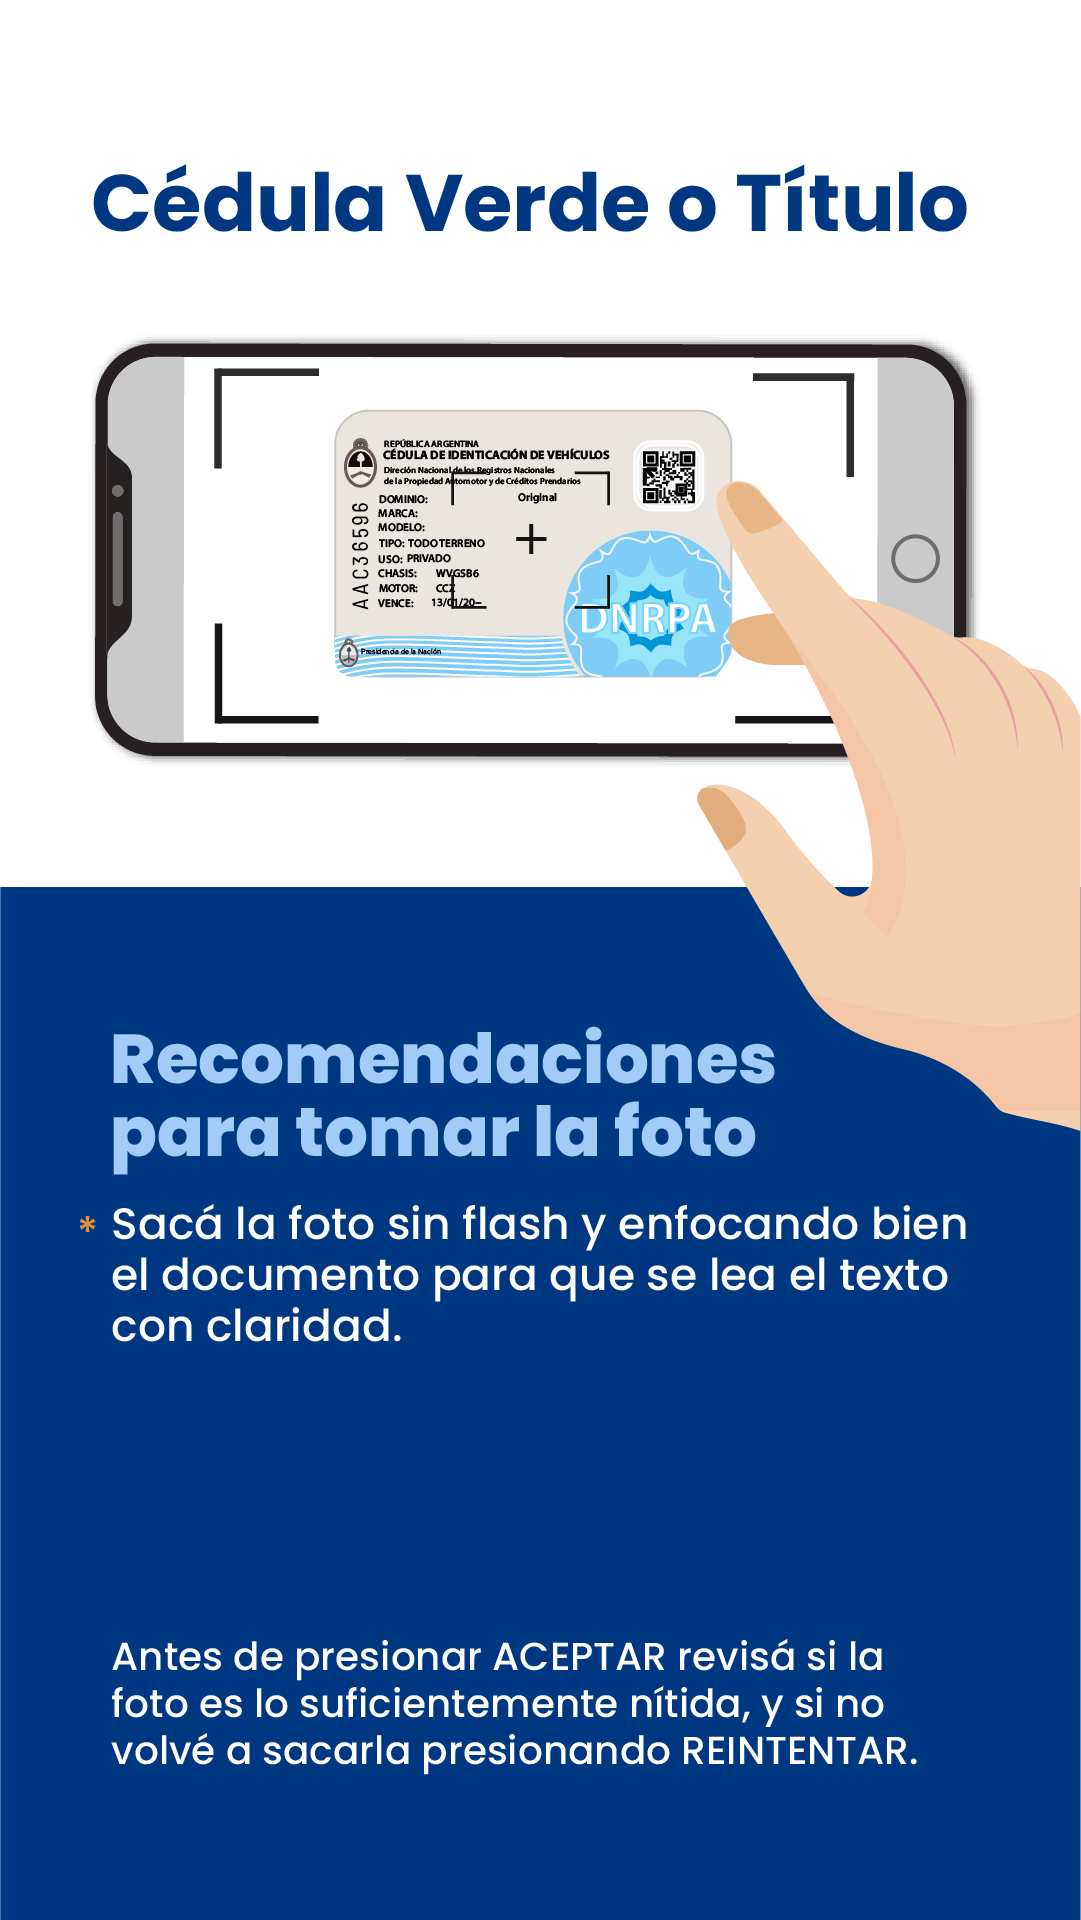 Cédula Verde o Título
REPÚBLICA ARGENTINA
CÉDULA DE IDENTICACIÓN DE VEHÍCULOS
Direción Nacional de los Registros Nacionales
de la Propiedad Automotor y de Créditos Prendarios
Original
DOMINIO:
MARCA:
MODELO:
TIPO: TODOTERRENO
USO: PRIVADO
CHASIS: WVGSB6
MOTOR: CCZ
VENCE: 13/01/20
AAC36596
DNRPA
Presidencia de la Nación
Recomendaciones
para tomar la foto
* Sacá la foto sin flash y enfocando bien
el documento para que se lea el texto
con claridad.
Antes de presionar ACEPTAR revisá si la
foto es lo suficientemente nítida, y si no
volvé a sacarla presionando REINTENTAR.